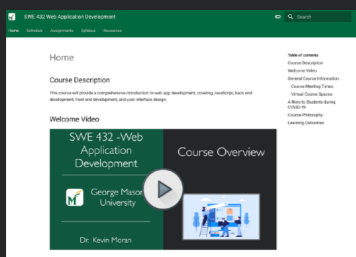 SWE 432 Web Application Development
Search
Home Schedule Assignments Syllabus Resources
Home
Course Description
This course will provide a comprehensive introduction to web app development, covering JavaScript, back-end
development, front-end development, and user interface design.
Welcome Video
SWE 432 -Web
Application
Development
George Mason
University
Dr. Kevin Moran
Course Overview
Table of contents
Course Description
Welcome Video
General Course Information
Course Meeting Times
Virtual Course Spaces
A Note to Students during
COVID-19
Course Philosophy
Learning Outcomes